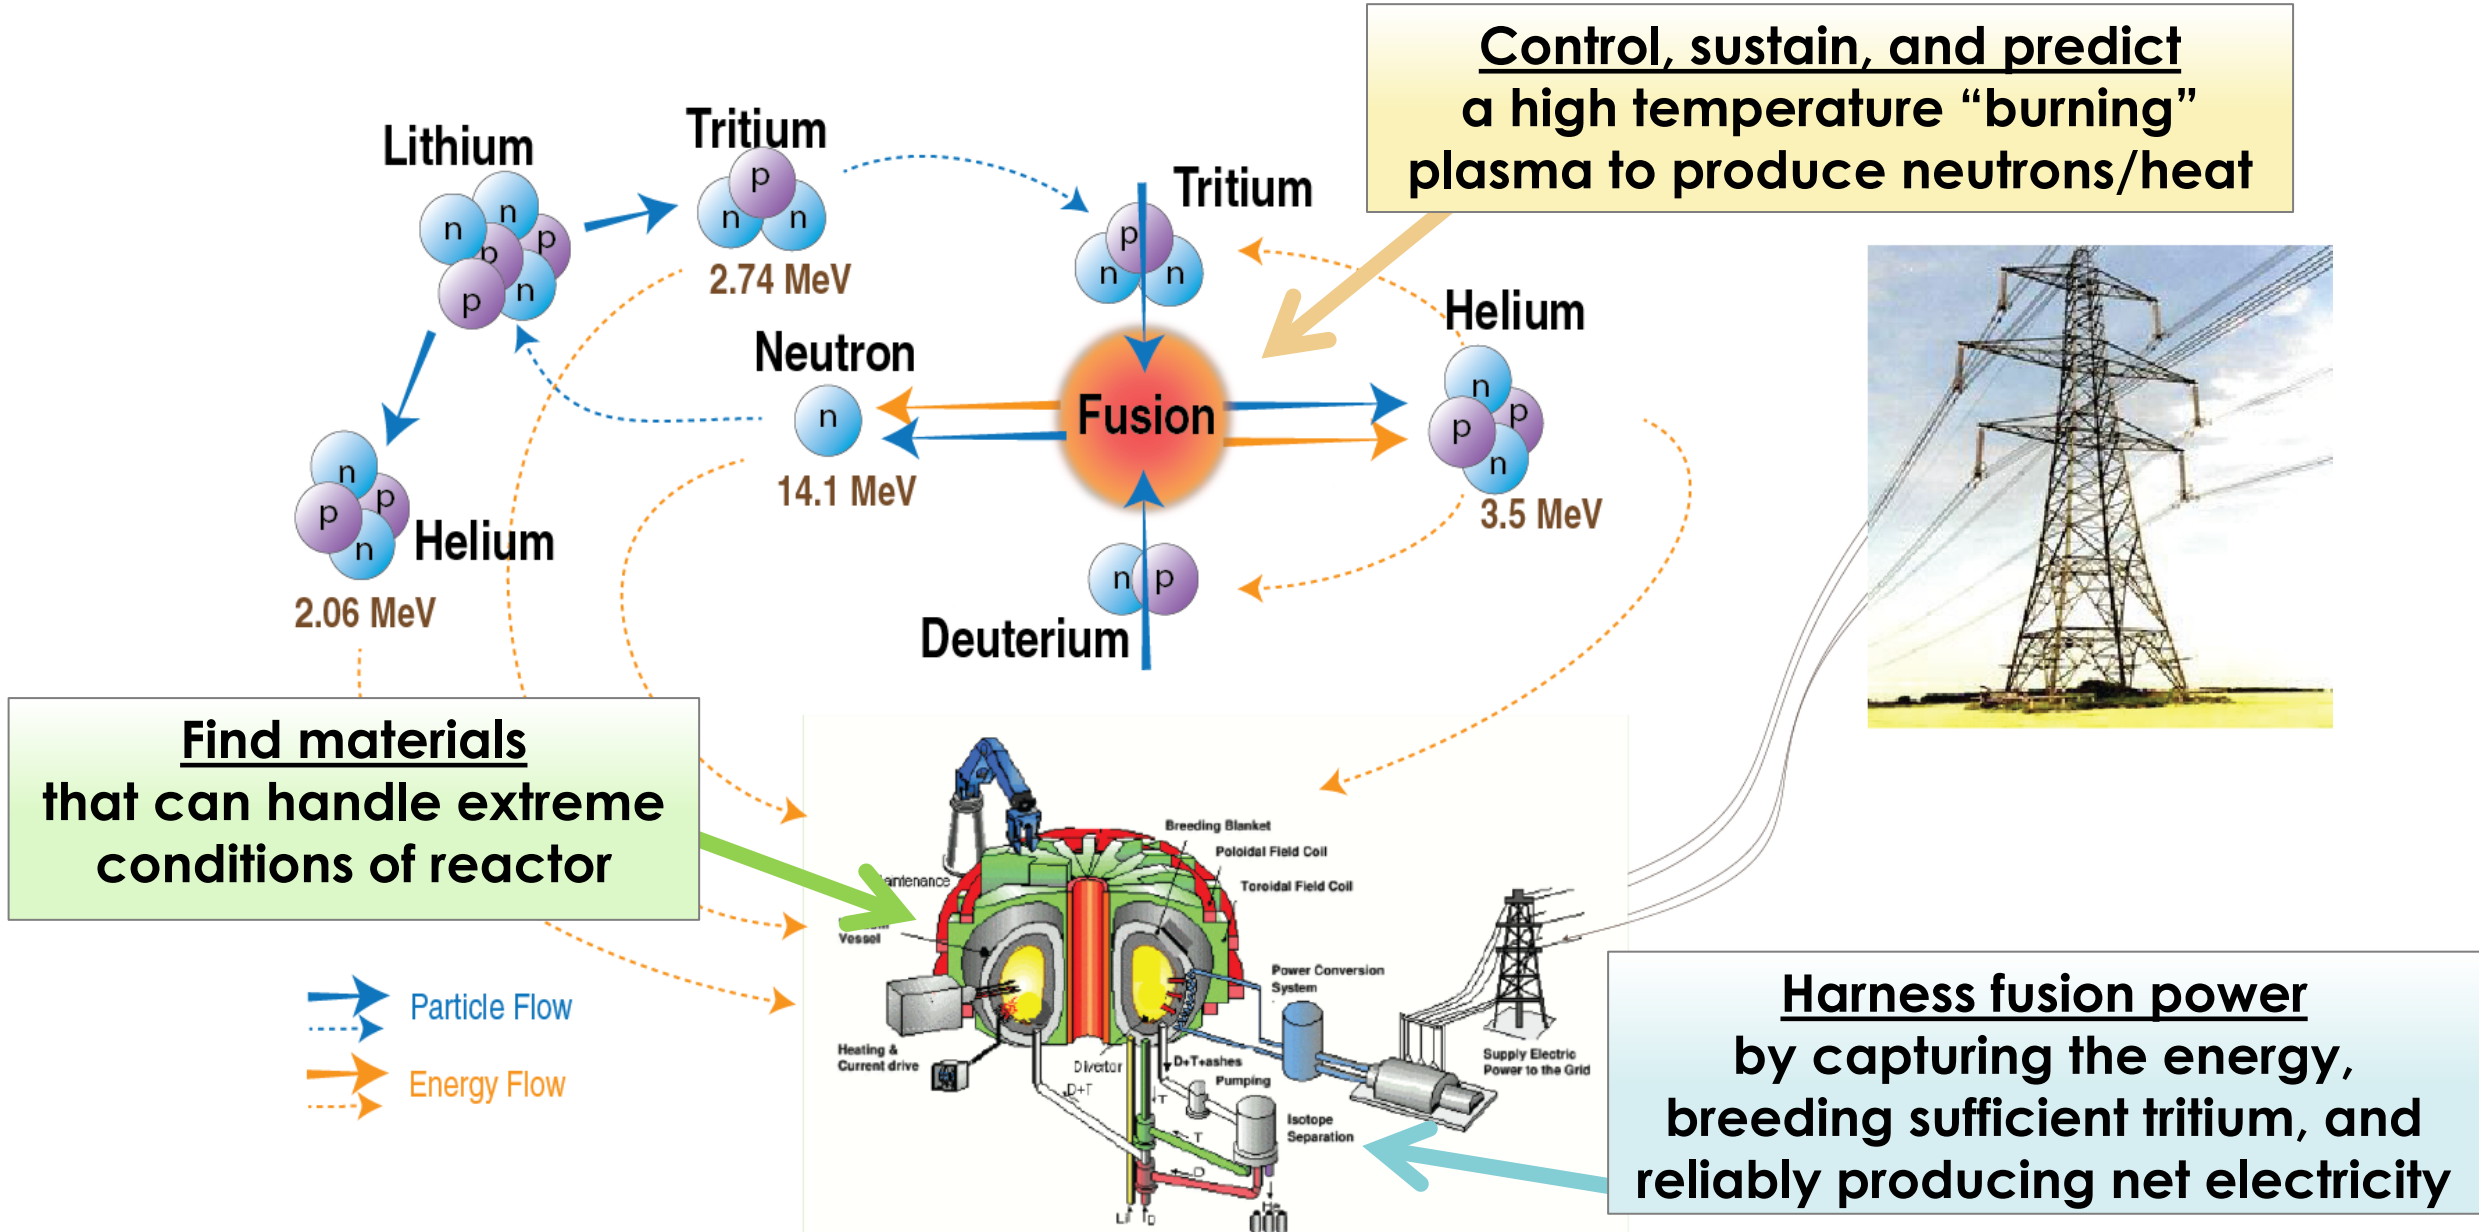 Control, sustain, and predict
a high temperature “burning”
plasma to produce neutrons/heat
Lithium
n
n
p
p
n
p
Tritium
p
n
n
2.74 MeV
Tritium
p
n
n
Neutron
n
14.1 MeV
Fusion
Helium
n
p
p
n
3.5 MeV
n
p
p
n
Helium
2.06 MeV
n
p
Deuterium
Find materials
that can handle extreme
conditions of reactor
Particle Flow
Energy Flow
Breeding Blanket
Poloidal Field Coil
Toroidal Field Coil
Vessel
Heating &
Current drive
Divertor
D+T
D+T+ashes
Pumping
T
T
D
Li
D
He
Isotope
Separation
Power Conversion
System
Supply Electric
Power to the Grid
Harness fusion power
by capturing the energy,
breeding sufficient tritium, and
reliably producing net electricity